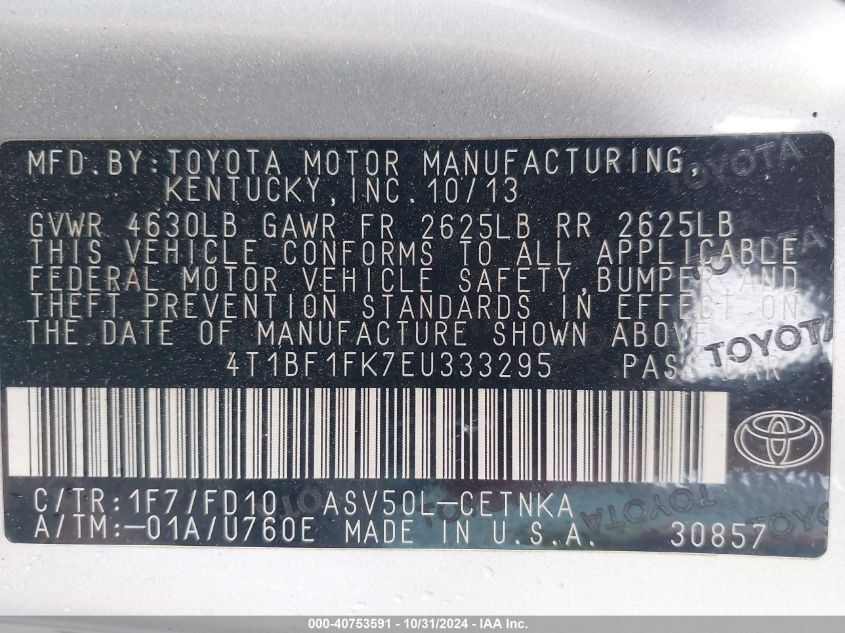 MFD.BY:TOYOTA MOTOR MANUFACTURING,
KENTUCKY,INC.10/13
GVWR 4630LB GAWR FR 2625LB RR 2625LB
THIS VEHICLE CONFORMS TO ALL APPLICABLE
FEDERAL MOTOR VEHICLE SAFETY,BUMPER AND
THEFT PREVENTION STANDARDS IN EFFECT ON
THE DATE OF MANUFACTURE SHOWN ABOVE.
4T1BF1FK7EU333295 PASS CAR
TOYOTA
C/TR:1F7/FD10 ASV50L-CETNKA
A/TM:-01A/U760E MADE IN U.S.A. 30857
000-40753591 - 10/31/2024 - IAA Inc.